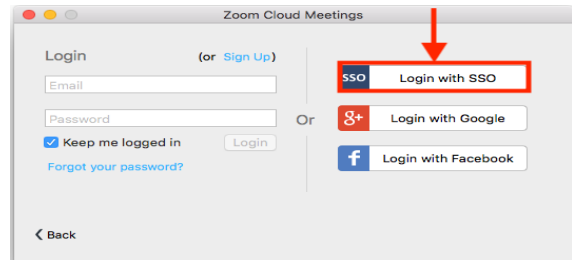 Zoom Cloud Meetings
Login (or Sign Up)
Email
Password
Keep me logged in Login
Forgot your password?
Or
SSO Login with SSO
8+ Login with Google
f Login with Facebook
Back